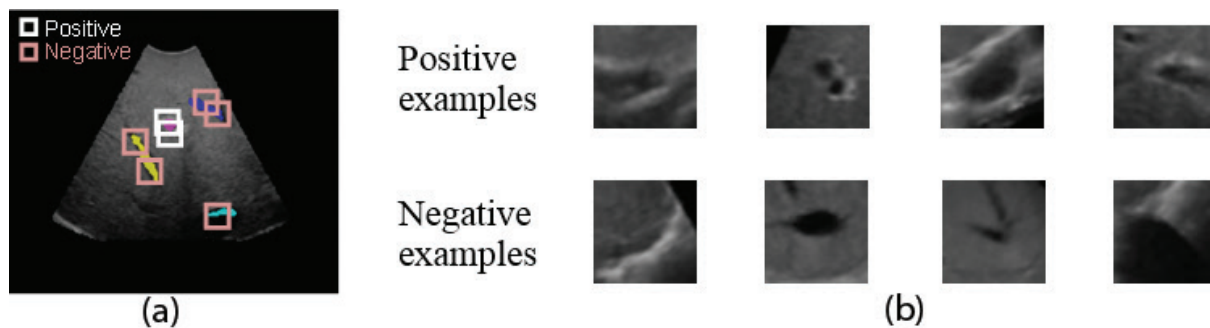 Positive
Negative
(a)
Positive
examples
Negative
examples
(b)